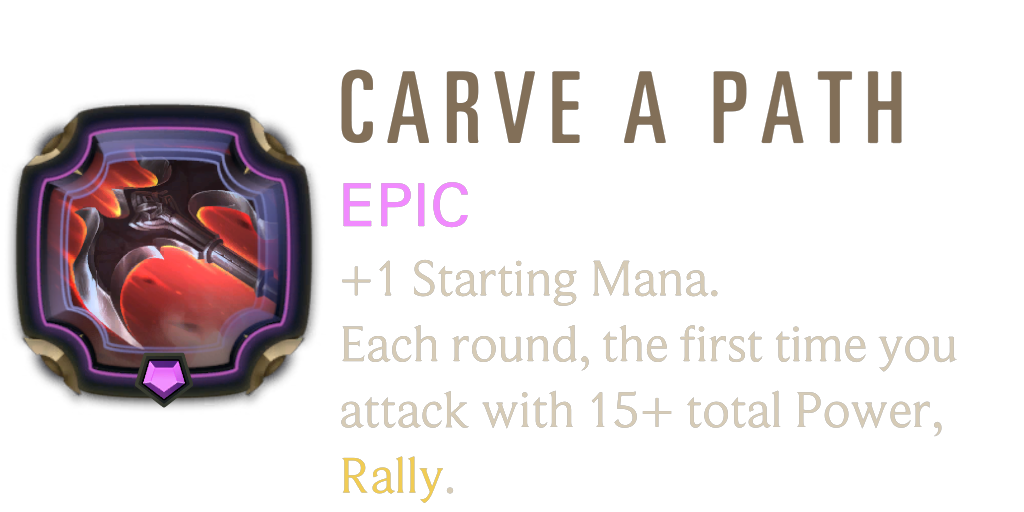 CARVE A PATH
EPIC
+1 Starting Mana.
Each round, the first time you
attack with 15+ total Power,
Rally.